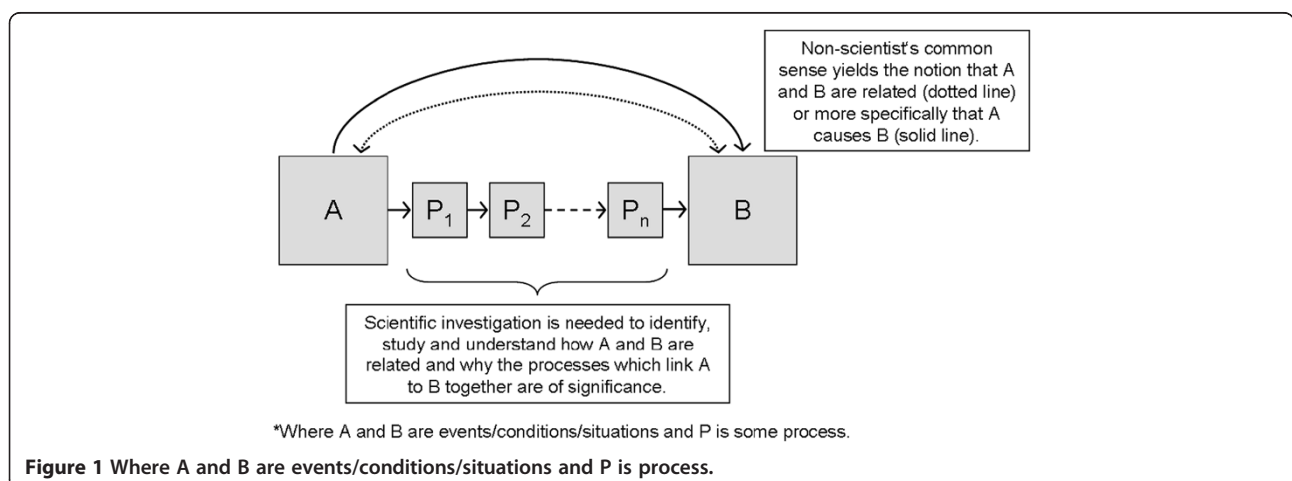 Non-scientist's common
sense yields the notion that A
and B are related (dotted line)
or more specifically that A
causes B (solid line).
A
P1
P2
Pn
B
Scientific investigation is needed to identify,
study and understand how A and B are
related and why the processes which link A
to B together are of significance.
*Where A and B are events/conditions/situations and P is some process.
Figure 1 Where A and B are events/conditions/situations and P is process.